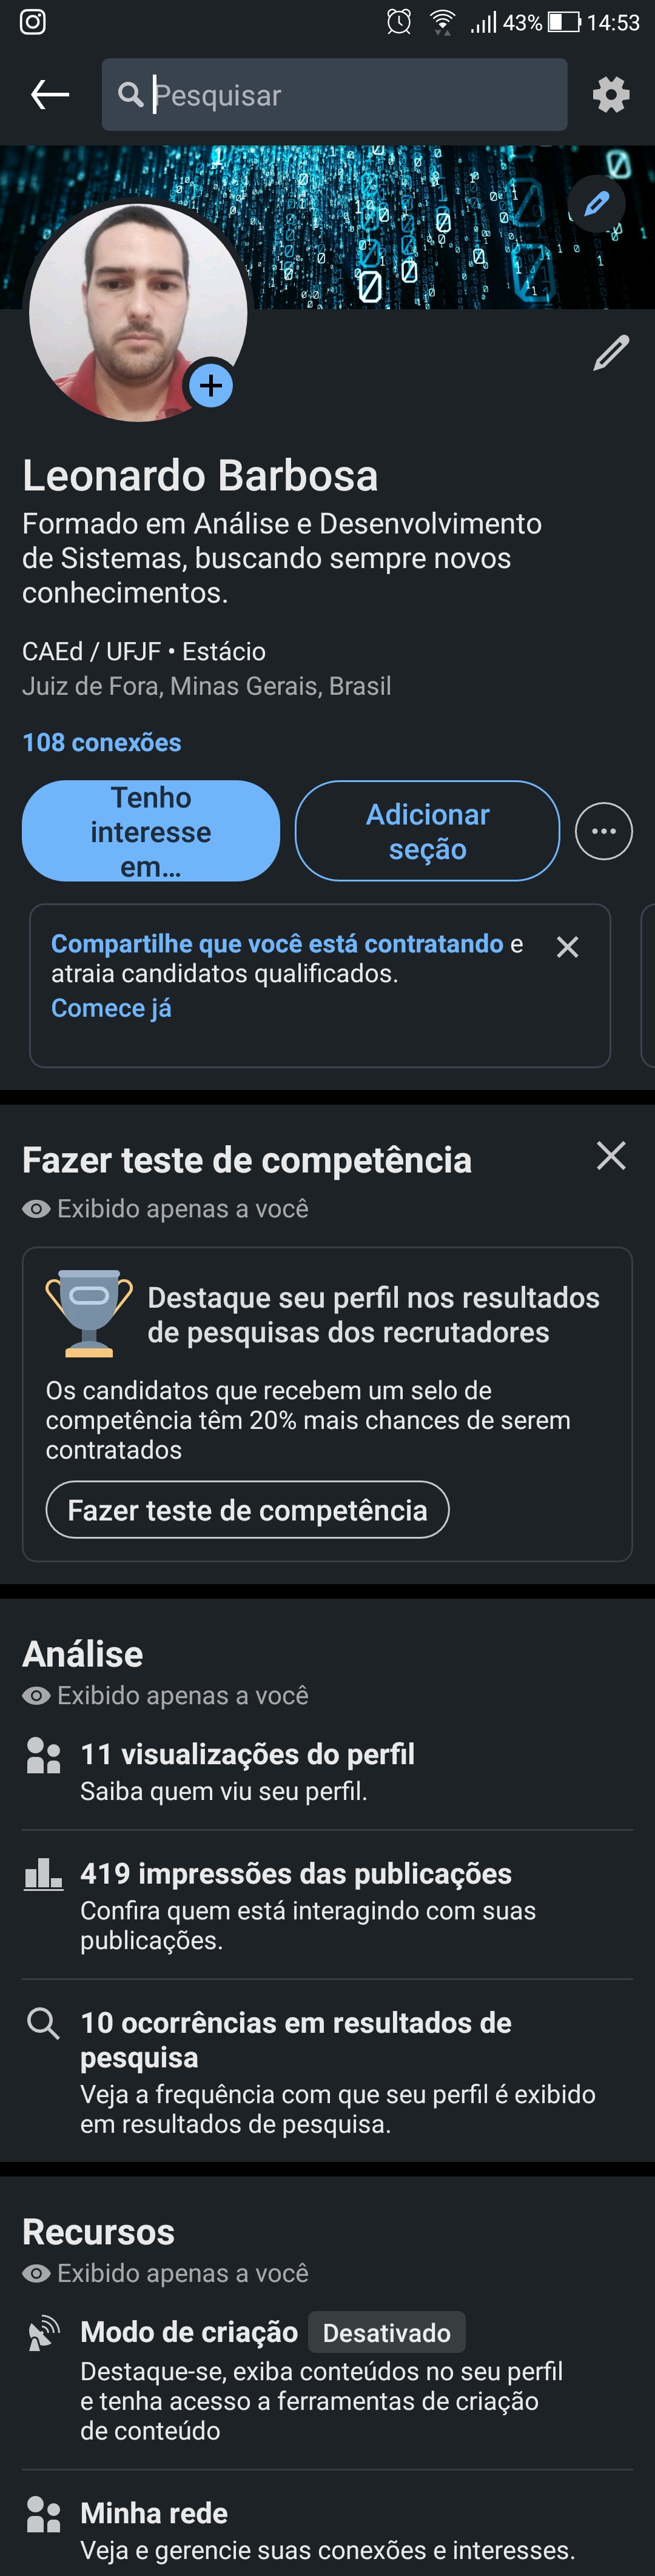 43% 14:53
Pesquisar
Leonardo Barbosa
Formado em Análise e Desenvolvimento
de Sistemas, buscando sempre novos
conhecimentos.
CAEd / UFJF • Estácio
Juiz de Fora, Minas Gerais, Brasil
108 conexões
Tenho
interesse
em...
Adicionar
seção
Compartilhe que você está contratando e
atraia candidatos qualificados.
Comece já
Fazer teste de competência
Exibido apenas a você
Destaque seu perfil nos resultados
de pesquisas dos recrutadores
Os candidatos que recebem um selo de
competência têm 20% mais chances de serem
contratados
Fazer teste de competência
Análise
Exibido apenas a você
11 visualizações do perfil
Saiba quem viu seu perfil.
419 impressões das publicações
Confira quem está interagindo com suas
publicações.
10 ocorrências em resultados de
pesquisa
Veja a frequência com que seu perfil é exibido
em resultados de pesquisa.
Recursos
Exibido apenas a você
Modo de criação Desativado
Destaque-se, exiba conteúdos no seu perfil
e tenha acesso a ferramentas de criação
de conteúdo
Minha rede
Veja e gerencie suas conexões e interesses.